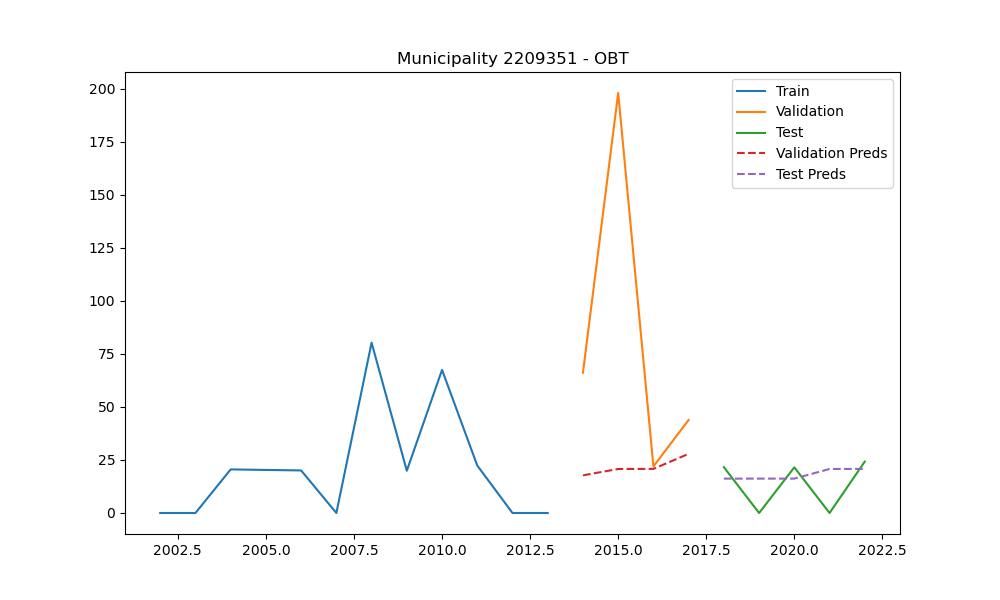 Municipality 2209351 - OBT
200
175
150
125
100
75
50
25
0
2002.5 2005.0 2007.5 2010.0 2012.5 2015.0 2017.5 2020.0 2022.5
Train
Validation
Test
Validation Preds
Test Preds